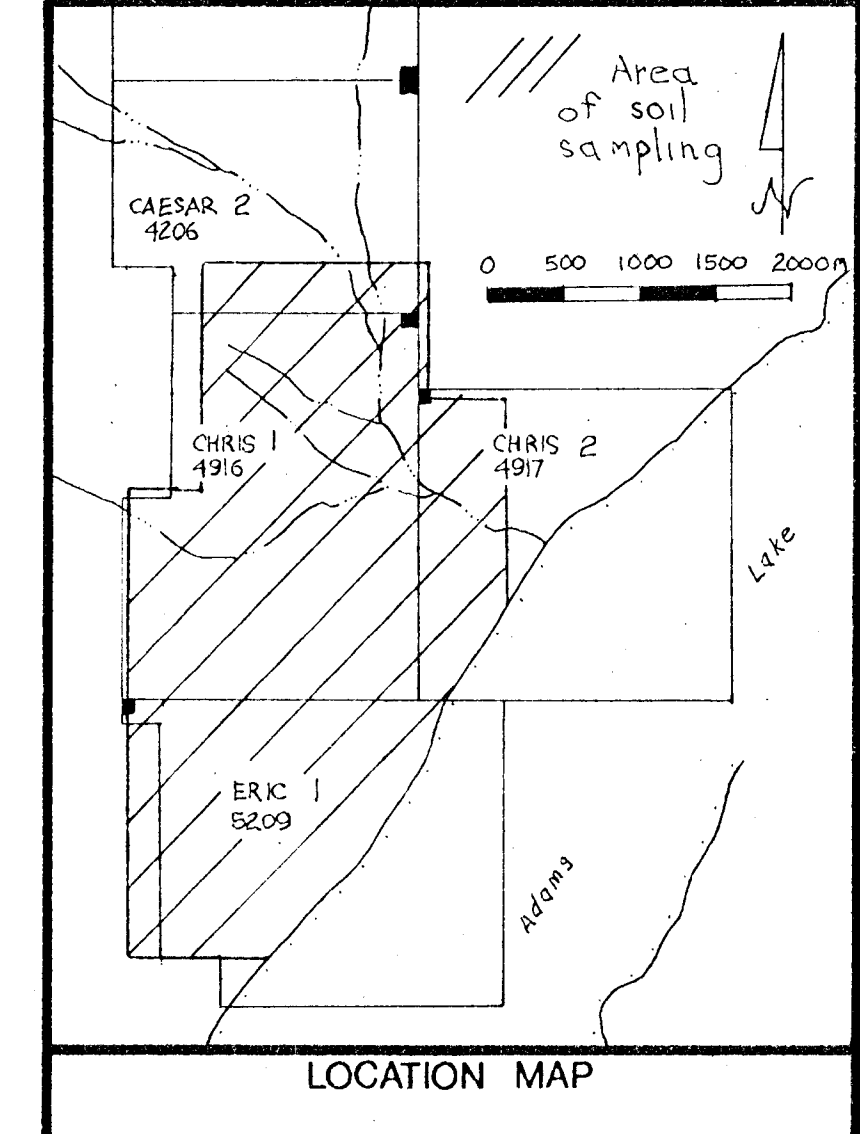 Area
of soil
sampling
N
0 500 1000 1500 2000m
CAESAR 2
4206
CHRIS 1
4916
CHRIS 2
4917
Lake
ERIC 1
5209
Adams
LOCATION MAP